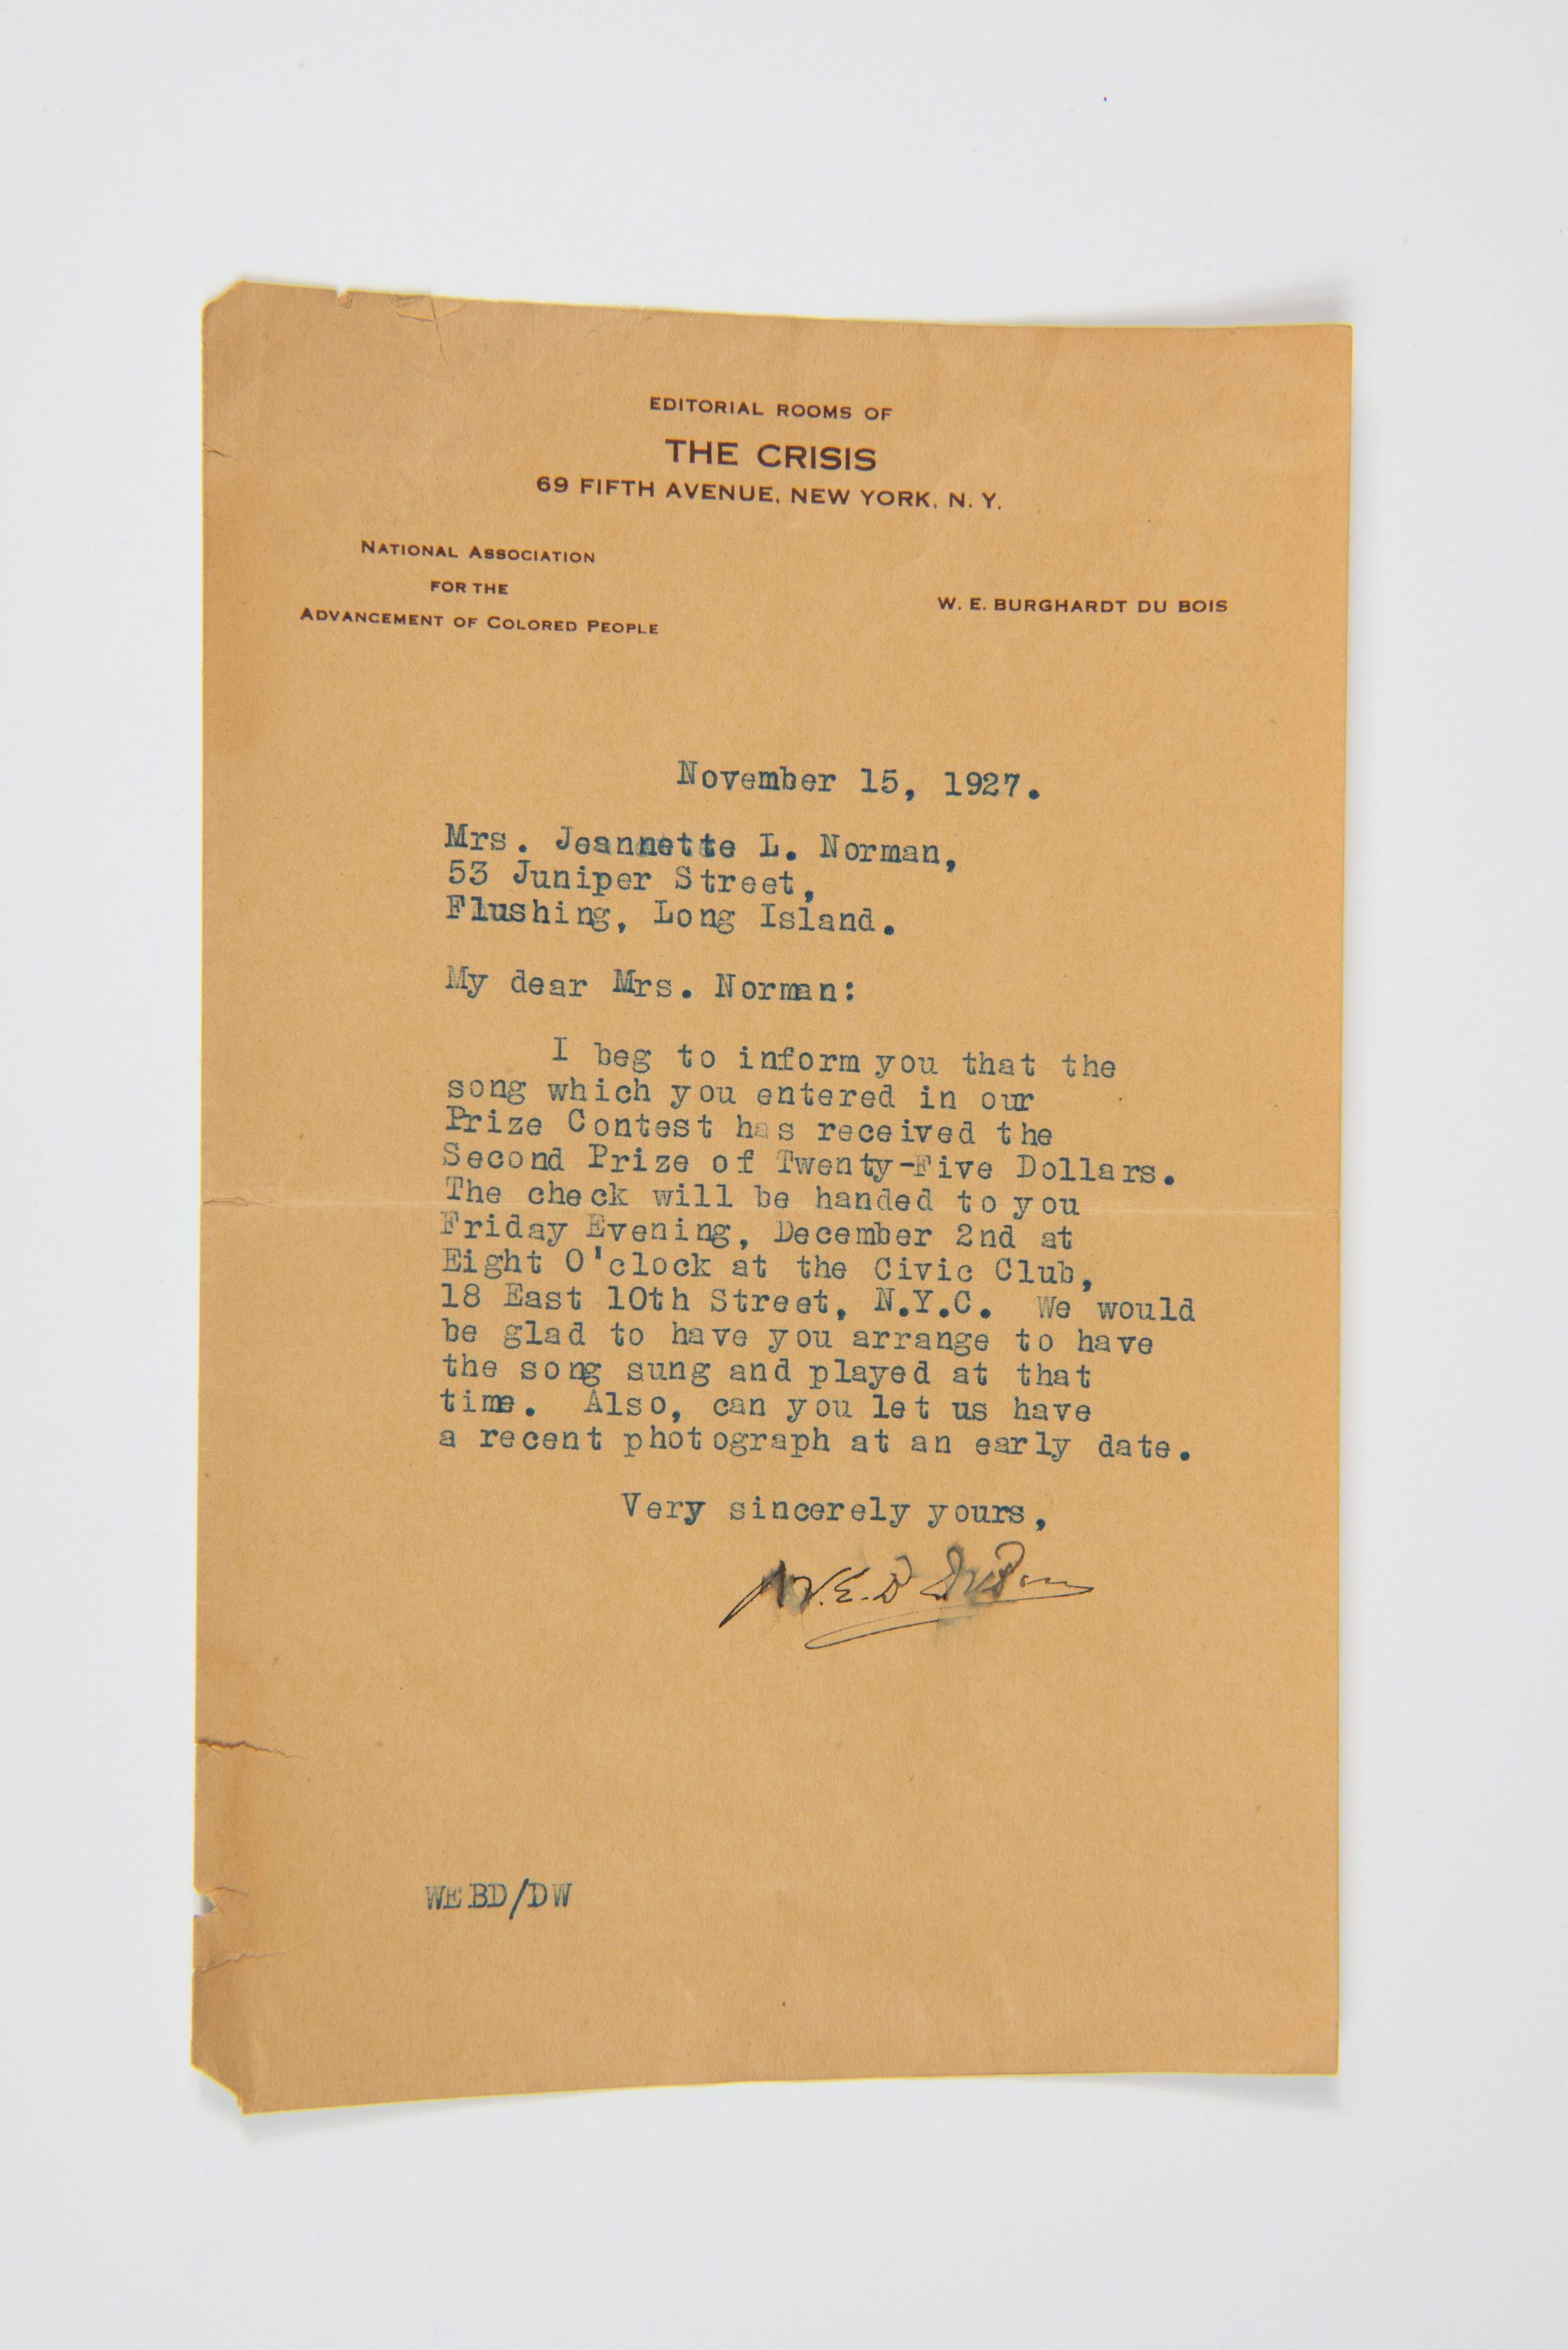 EDITORIAL ROOMS OF
THE CRISIS
69 FIFTH AVENUE, NEW YORK, N. Y.
NATIONAL ASSOCIATION
FOR THE
ADVANCEMENT OF COLORED PEOPLE
W. E. BURGHARDT DU BOIS
November 15, 1927.
Mrs. Jeannette L. Norman,
53 Juniper Street,
Flushing, Long Island.
My dear Mrs. Norman:
I beg to inform you that the
song which you entered in our
Prize Contest has received the
Second Prize of Twenty-Five Dollars.
The check will be handed to you
Friday Evening, December 2nd at
Eight O'clock at the Civic Club,
18 East 10th Street, N.Y.C. We would
be glad to have you arrange to have
the song sung and played at that
time. Also, can you let us have
a recent photograph at an early date.
Very sincerely yours,
W.E.B DuBois
WEBD/DW